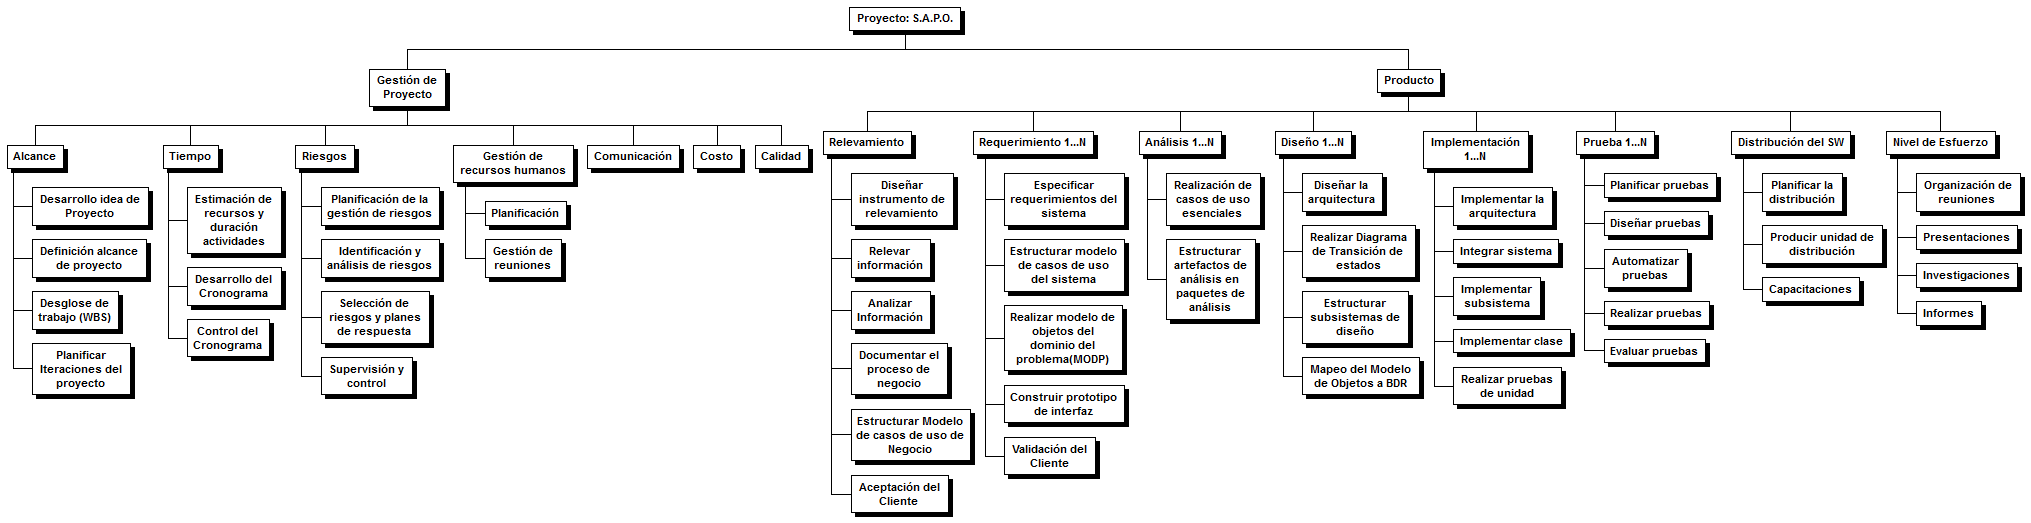 Proyecto: S.A.P.O.
Gestión de
Proyecto
Producto
Alcance
Desarrollo idea de
Proyecto
Definición alcance
de proyecto
Desglose de
trabajo (WBS)
Planificar
Iteraciones del
proyecto
Tiempo
Estimación de
recursos y
duración
actividades
Desarrollo del
Cronograma
Control del
Cronograma
Riesgos
Planificación de la
gestión de riesgos
Identificación y
análisis de riesgos
Selección de
riesgos y planes
de respuesta
Supervisión y
control
Gestión de
recursos humanos
Planificación
Gestión de
reuniones
Comunicación
Costo
Calidad
Relevamiento
Diseñar
instrumento de
relevamiento
Relevar
información
Analizar
Información
Documentar el
proceso de
negocio
Estructurar Modelo
de casos de uso de
Negocio
Aceptación del
Cliente
Requerimiento 1...N
Especificar
requerimientos del
sistema
Estructurar modelo
de casos de uso
del sistema
Realizar modelo de
objetos del
dominio del
problema(MODP)
Construir prototipo
de interfaz
Validación del
Cliente
Análisis 1...N
Realización de
casos de uso
esenciales
Estructurar
artefactos de
análisis en
paquetes de
análisis
Diseño 1...N
Diseñar la
arquitectura
Realizar Diagrama
de Transición de
estados
Estructurar
subsistemas de
diseño
Mapeo del Modelo
de Objetos a BDR
Implementación
1...N
Implementar la
arquitectura
Integrar sistema
Implementar
subsistema
Implementar clase
Realizar pruebas
de unidad
Prueba 1...N
Planificar pruebas
Diseñar pruebas
Automatizar
pruebas
Realizar pruebas
Evaluar pruebas
Distribución del SW
Planificar la
distribución
Producir unidad de
distribución
Capacitaciones
Nivel de Esfuerzo
Organización de
reuniones
Presentaciones
Investigaciones
Informes